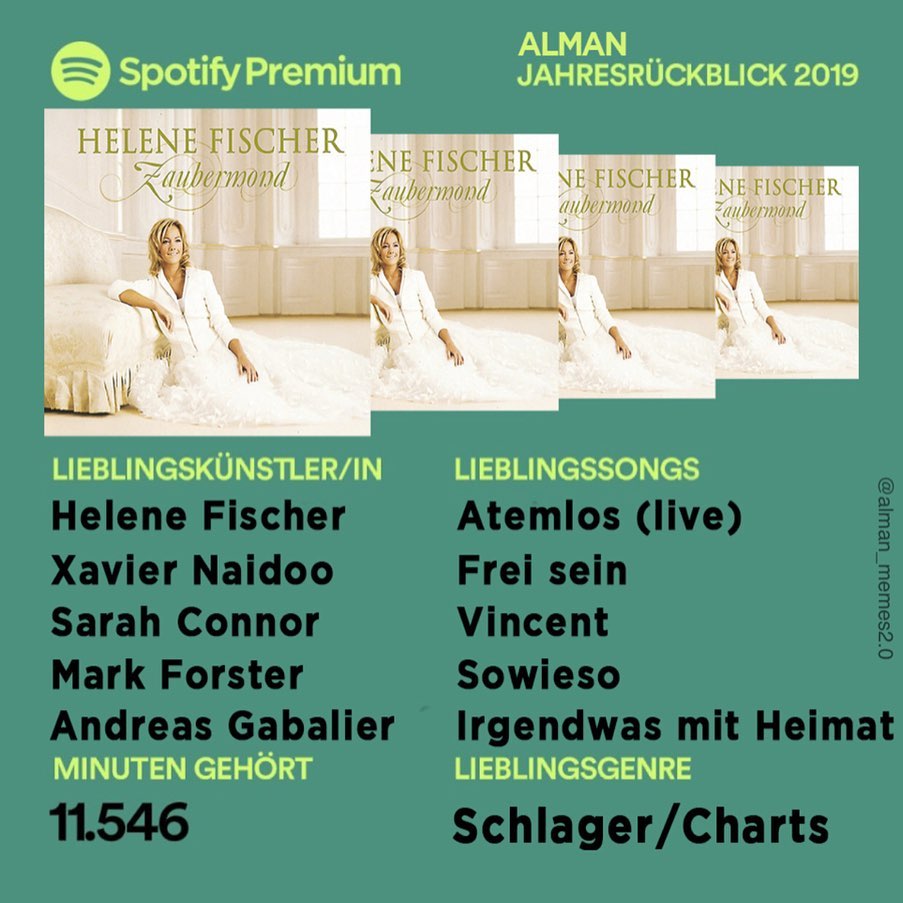 Spotify Premium
ALMAN
JAHRESRÜCKBLICK 2019
HELENE FISCHER
Zaubermond
NE FISCHER
Zaubermond
NE FISCHER
aubermond
NE FISCHER
Zaubermond
LIEBLINGSKÜNSTLER/IN
Helene Fischer
Xavier Naidoo
Sarah Connor
Mark Forster
Andreas Gabalier
LIEBLINGSSONGS
Atemlos (live)
Frei sein
Vincent
Sowieso
Irgendwas mit Heimat
MINUTEN GEHÖRT
11.546
LIEBLINGSGENRE
Schlager/Charts
@alman_memes2.0